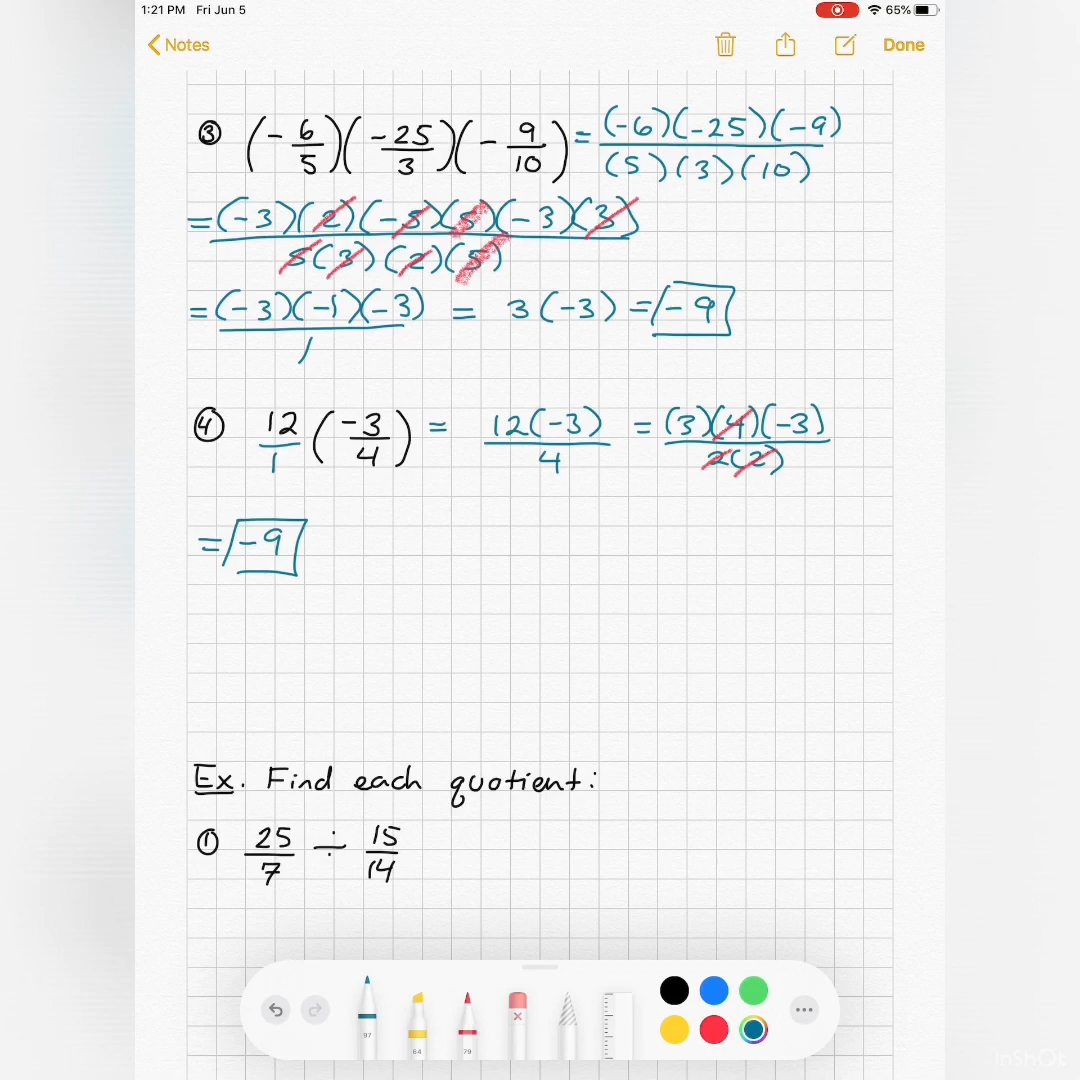 1:21 PM Fri Jun 5 65%
Notes Done
③ (- 6/5)(-25/3)(- 9/10) = (-6)(-25)(-9)/(5)(3)(10)
= (-3)(2)(-5)(5)(-3)(3)/5(3)(2)(5)
= (-3)(-1)(-3)/1 = 3(-3) = -9
④ 12/1 (-3/4) = 12(-3)/4 = (3)(4)(-3)/2(2)
= -9
Ex. Find each quotient:
① 25/7 ÷ 15/14
97 64 79
InShOt